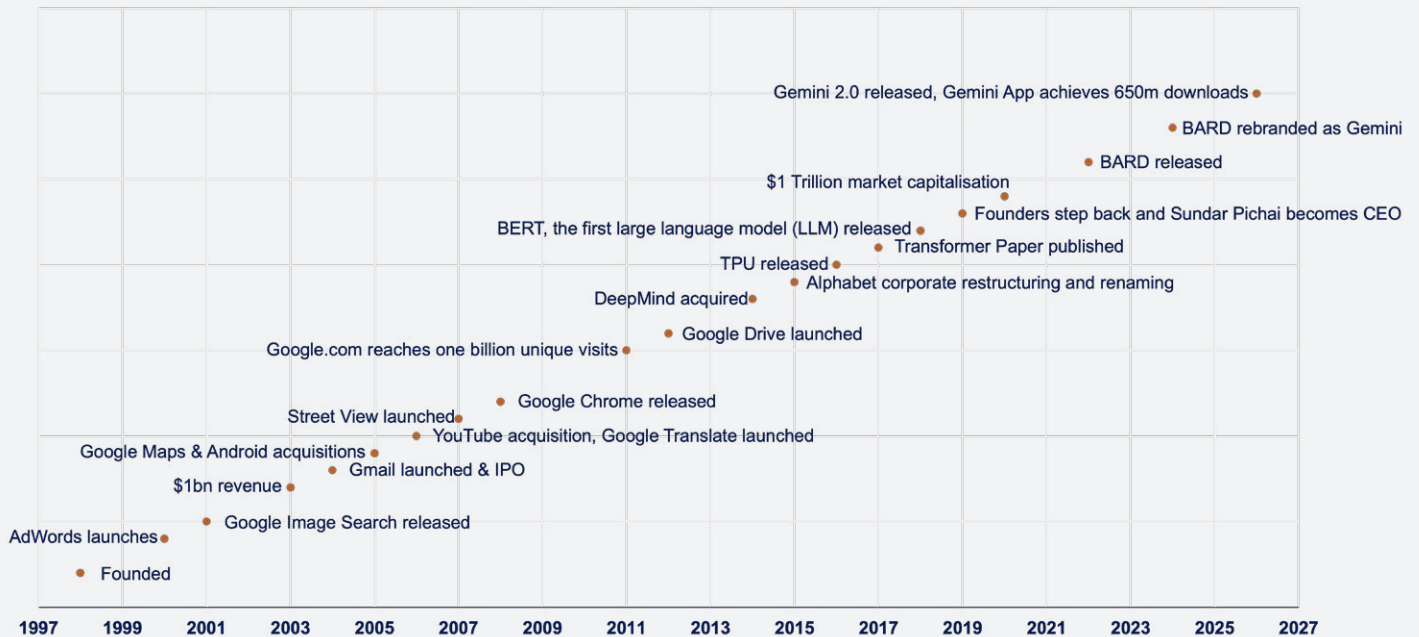 Gemini 2.0 released, Gemini App achieves 650m downloads
BARD rebranded as Gemini
BARD released
$1 Trillion market capitalisation
Founders step back and Sundar Pichai becomes CEO
BERT, the first large language model (LLM) released
Transformer Paper published
TPU released
Alphabet corporate restructuring and renaming
DeepMind acquired
Google Drive launched
Google.com reaches one billion unique visits
Google Chrome released
Street View launched
YouTube acquisition, Google Translate launched
Google Maps & Android acquisitions
Gmail launched & IPO
$1bn revenue
Google Image Search released
AdWords launches
Founded
1997 1999 2001 2003 2005 2007 2009 2011 2013 2015 2017 2019 2021 2023 2025 2027